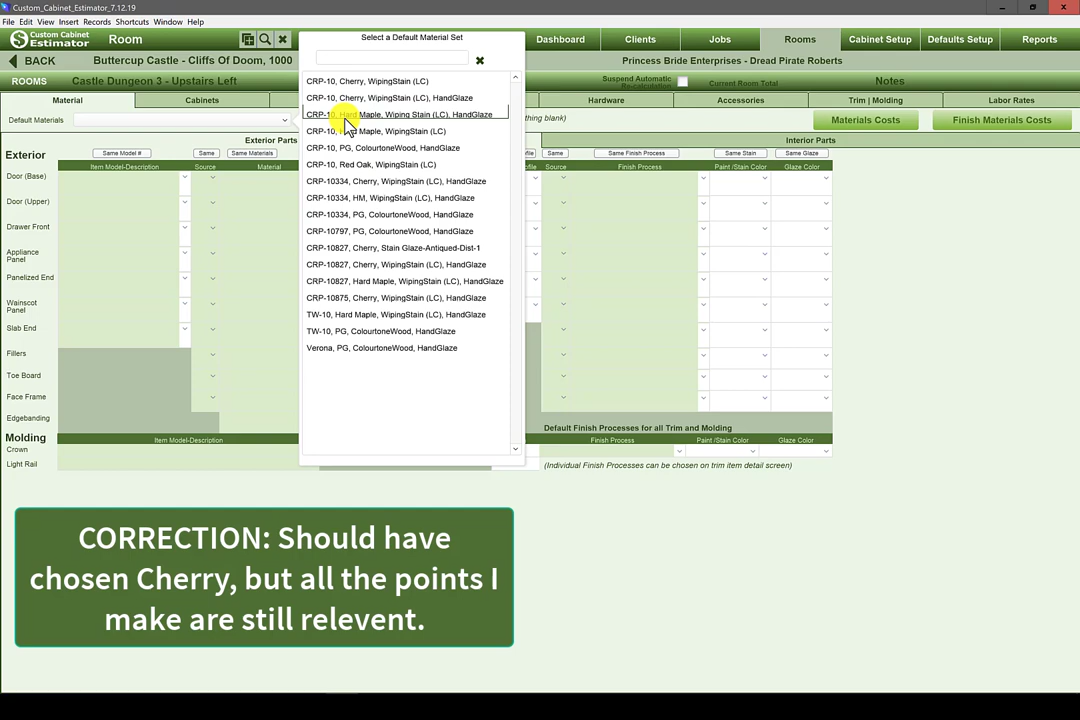 Custom_Cabinet_Estimator_7.12.19
File Edit View Insert Records Shortcuts Window Help
Custom Cabinet
Estimator
Room
Select a Default Material Set
Dashboard Clients Jobs Rooms Cabinet Setup Defaults Setup Reports
BACK Buttercup Castle - Cliffs Of Doom, 1000 Princess Bride Enterprises - Dread Pirate Roberts
ROOMS Castle Dungeon 3 - Upstairs Left Suspend Automatic Current Room Total Notes
Material Cabinets Hardware Accessories Trim | Molding Labor Rates
Default Materials thing blank) Materials Costs Finish Materials Costs
CRP-10, Cherry, WipingStain (LC)
CRP-10, Cherry, WipingStain (LC), HandGlaze
CRP-10, Hard Maple, Wiping Stain (LC), HandGlaze
CRP-10, Maple, WipingStain (LC)
CRP-10, PG, ColourtoneWood, HandGlaze
CRP-10, Red Oak, WipingStain (LC)
CRP-10334, Cherry, WipingStain (LC), HandGlaze
CRP-10334, HM, WipingStain (LC), HandGlaze
CRP-10334, PG, ColourtoneWood, HandGlaze
CRP-10797, PG, ColourtoneWood, HandGlaze
CRP-10827, Cherry, Stain Glaze-Antiqued-Dist-1
CRP-10827, Cherry, WipingStain (LC), HandGlaze
CRP-10827, Hard Maple, WipingStain (LC), HandGlaze
CRP-10875, Cherry, WipingStain (LC), HandGlaze
TW-10, Hard Maple, WipingStain (LC), HandGlaze
TW-10, PG, ColourtoneWood, HandGlaze
Verona, PG, ColourtoneWood, HandGlaze
Exterior Parts Interior Parts
Exterior Same Model # Same Same Materials ofile Same Same Finish Process Same Stain Same Glaze
Item Model-Description Source Material ofile Source Finish Process Paint /Stain Color Glaze Color
Door (Base)
Door (Upper)
Drawer Front
Appliance
Panel
Panelized End
Wainscot
Panel
Slab End
Fillers
Toe Board
Face Frame
Edgebanding
Default Finish Processes for all Trim and Molding
Molding Item Model-Description Finish Process Paint /Stain Color Glaze Color
Crown
Light Rail (Individual Finish Processes can be chosen on trim item detail screen)
CORRECTION: Should have
chosen Cherry, but all the points I
make are still relevent.